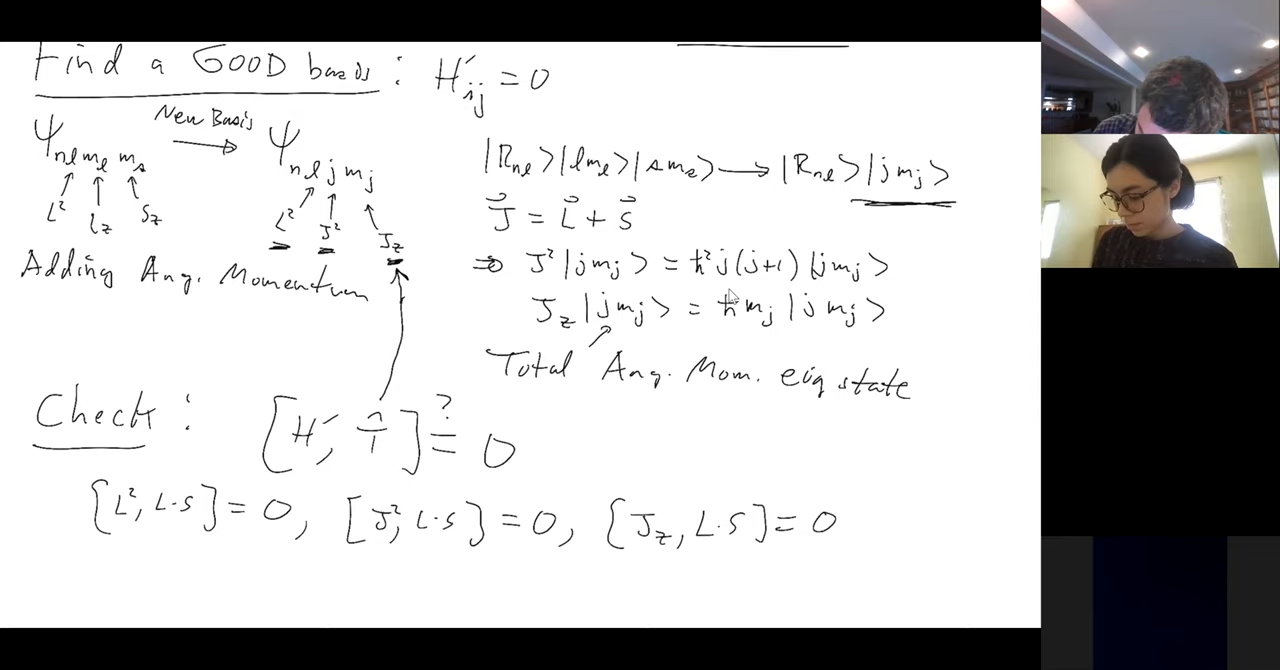 Find a GOOD basis : H′ij = 0
New Basis
Ψnlmlms → Ψnljmj
|Rnl>|lml>|sms> → |Rnl>|jmj>
L² Lz Sz
L² J² Jz
J⃗ = L⃗ + S⃗
Adding Ang. Momentum
⇒ J²|jmj> = ħ²j(j+1)|jmj>
Jz|jmj> = ħmj|jmj>
Total Ang. Mom. eigstate
Check : [H′, ] ?= 0
[L², L·S] = 0, [J², L·S] = 0, [Jz, L·S] = 0